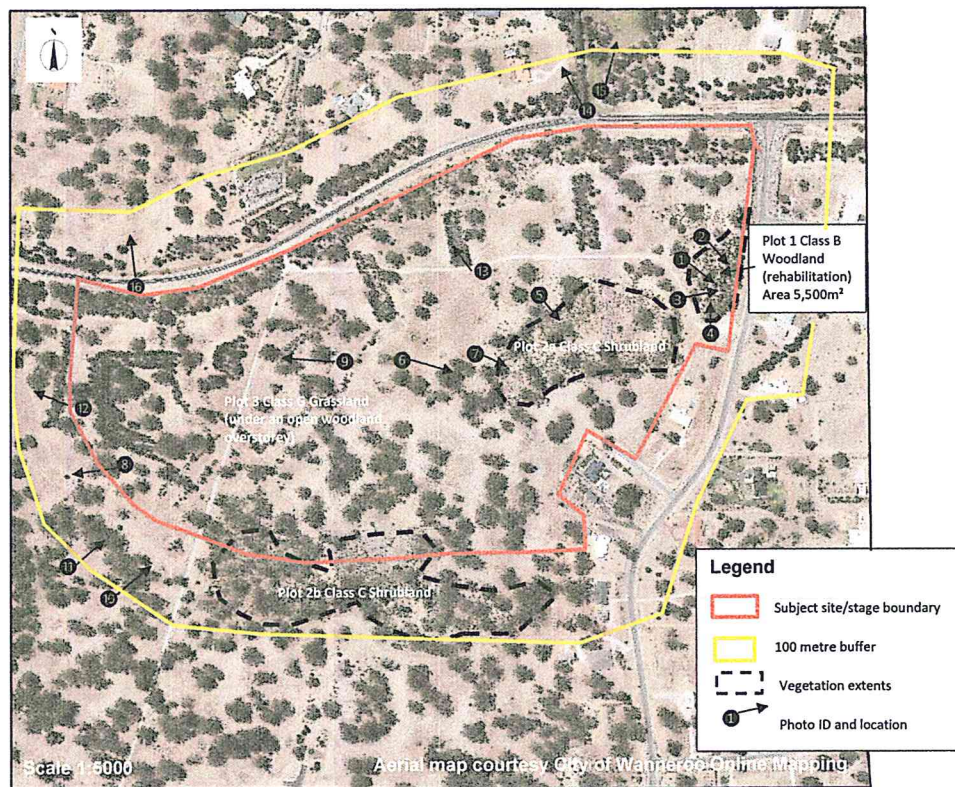 15
14
Plot 1 Class B
Woodland
(rehabilitation)
Area 5,500m²
2
1
3
4
13
16
5
Plot 2a Class C Shrubland
9
6
7
Plot 3 Class G Grassland
(under an open woodland
overstorey)
12
8
11
10
Plot 2b Class C Shrubland
Legend
Subject site/stage boundary
100 metre buffer
Vegetation extents
1
Photo ID and location
Scale 1:5000
Aerial map courtesy City of Wanneroo Online Mapping